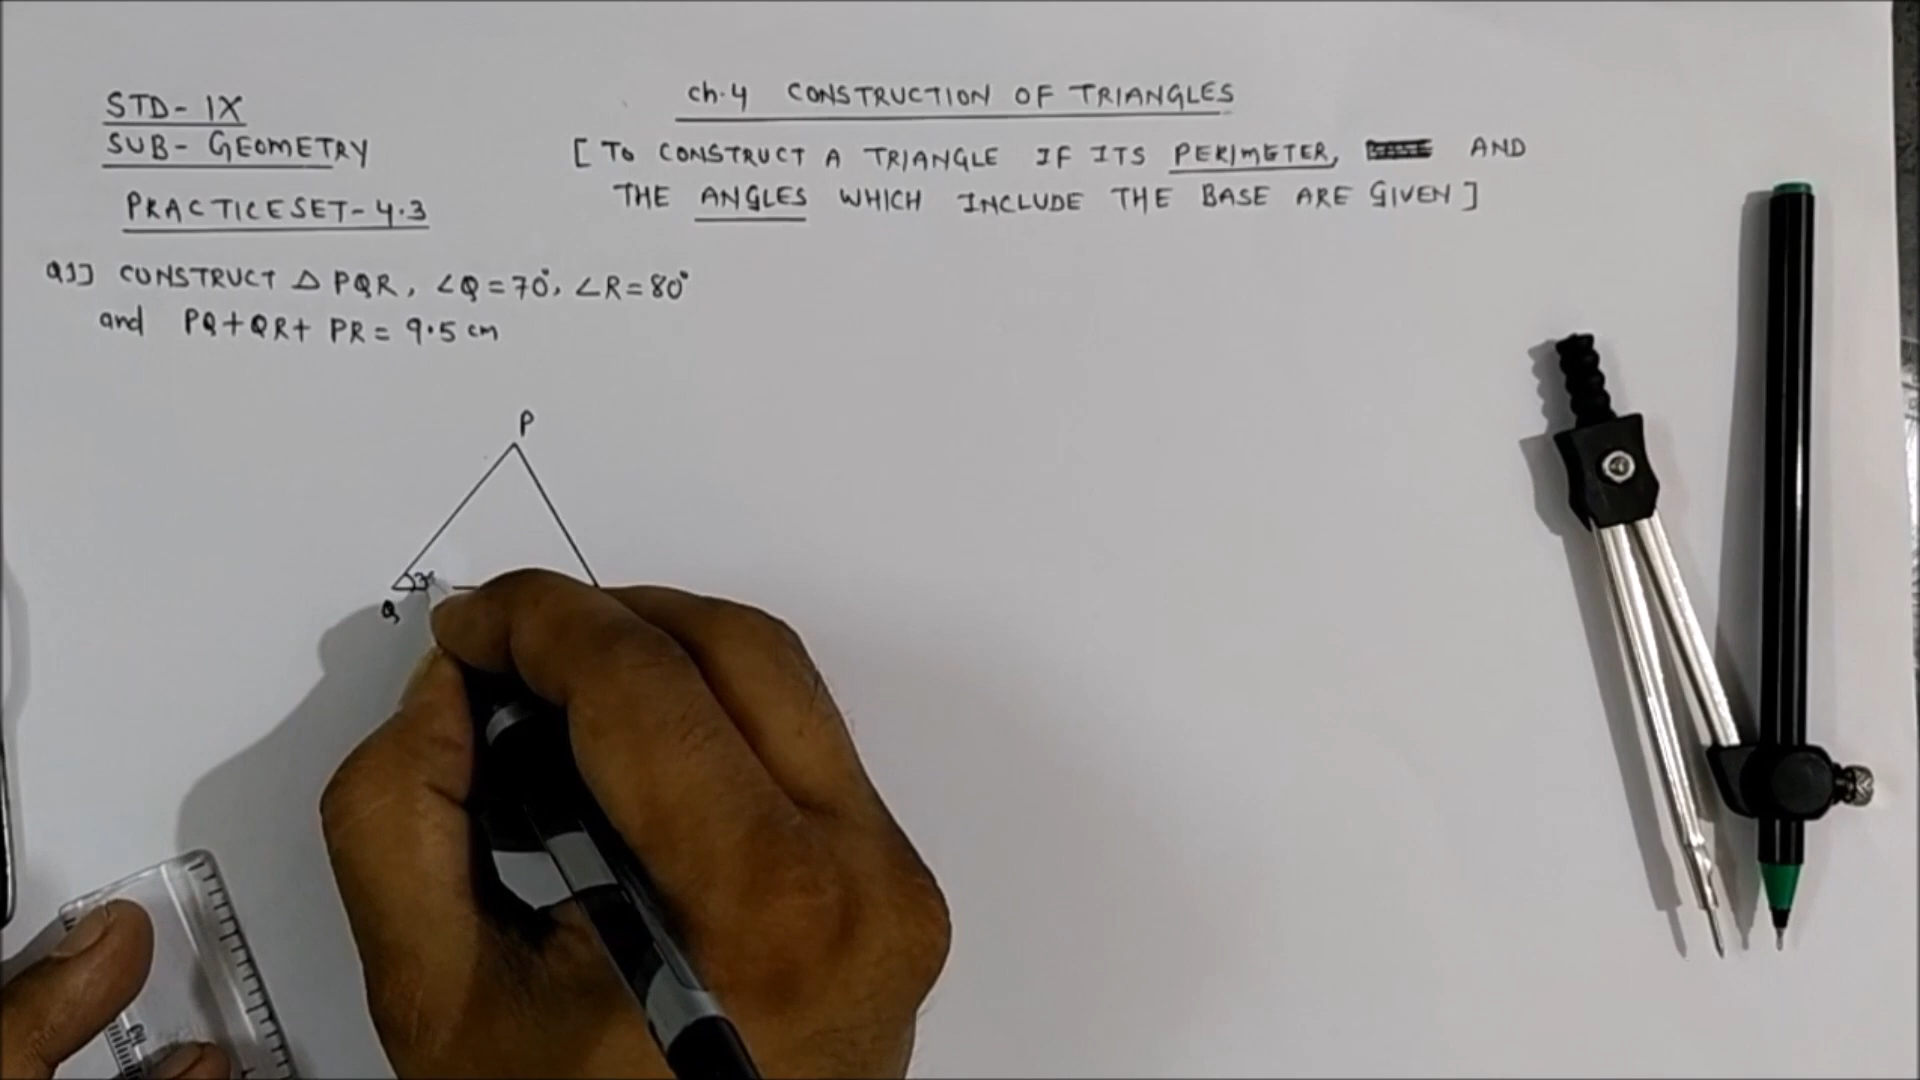 STD-IX
SUB- GEOMETRY
PRACTICESET-4.3
Ch.4 CONSTRUCTION OF TRIANGLES
[ TO CONSTRUCT A TRIANGLE IF ITS PERIMETER, AND
THE ANGLES WHICH INCLUDE THE BASE ARE GIVEN ]
Q1] CONSTRUCT △ PQR, ∠Q = 70°, ∠R = 80°
and PQ+QR+ PR = 9.5 cm
P
Q